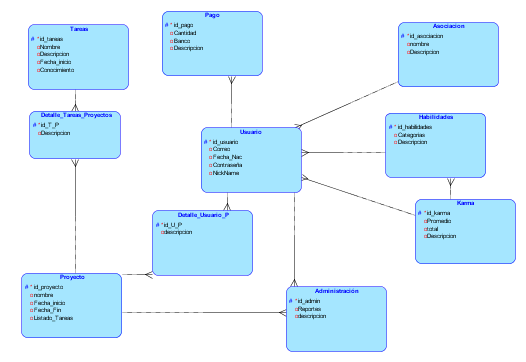 Tareas
# * id_tareas
o Nombre
o Descripcion
o Fecha_inicio
o Conocimiento
Pago
# * id_pago
o Cantidad
o Banco
o Descripcion
Asociacion
# * id_asociacion
o nombre
o Descripcion
Detalle_Tareas_Proyectos
# * id_T_P
o Descripcion
Usuario
# * id_usuario
o Correo
o Fecha_Nac
o Contraseña
o NickName
Habilidades
# * id_habilidades
o Categorias
o Descripcion
Karma
# * id_karma
o Promedio
o total
o Descripcion
Detalle_Usuario_P
# * id_U_P
o descripcion
Proyecto
# * id_proyecto
o nombre
o Fecha_inicio
o Fecha_Fin
o Listado_Tareas
Administración
# * id_admin
o Reportes
o descripcion